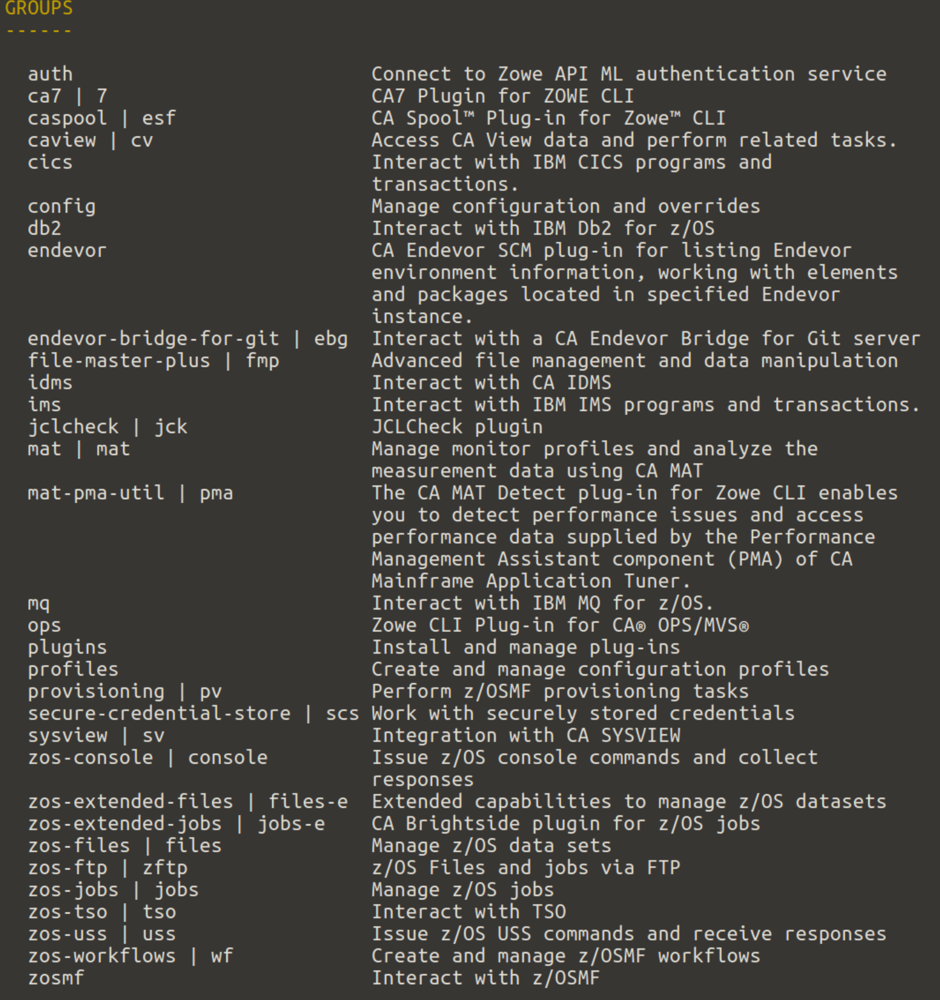 GROUPS
------
auth Connect to Zowe API ML authentication service
ca7 | 7 CA7 Plugin for ZOWE CLI
caspool | esf CA Spool™ Plug-in for Zowe™ CLI
caview | cv Access CA View data and perform related tasks.
cics Interact with IBM CICS programs and
transactions.
config Manage configuration and overrides
db2 Interact with IBM Db2 for z/OS
endevor CA Endevor SCM plug-in for listing Endevor
environment information, working with elements
and packages located in specified Endevor
instance.
endevor-bridge-for-git | ebg Interact with a CA Endevor Bridge for Git server
file-master-plus | fmp Advanced file management and data manipulation
idms Interact with CA IDMS
ims Interact with IBM IMS programs and transactions.
jclcheck | jck JCLCheck plugin
mat | mat Manage monitor profiles and analyze the
measurement data using CA MAT
mat-pma-util | pma The CA MAT Detect plug-in for Zowe CLI enables
you to detect performance issues and access
performance data supplied by the Performance
Management Assistant component (PMA) of CA
Mainframe Application Tuner.
mq Interact with IBM MQ for z/OS.
ops Zowe CLI Plug-in for CA® OPS/MVS®
plugins Install and manage plug-ins
profiles Create and manage configuration profiles
provisioning | pv Perform z/OSMF provisioning tasks
secure-credential-store | scs Work with securely stored credentials
sysview | sv Integration with CA SYSVIEW
zos-console | console Issue z/OS console commands and collect
responses
zos-extended-files | files-e Extended capabilities to manage z/OS datasets
zos-extended-jobs | jobs-e CA Brightside plugin for z/OS jobs
zos-files | files Manage z/OS data sets
zos-ftp | zftp z/OS Files and jobs via FTP
zos-jobs | jobs Manage z/OS jobs
zos-tso | tso Interact with TSO
zos-uss | uss Issue z/OS USS commands and receive responses
zos-workflows | wf Create and manage z/OSMF workflows
zosmf Interact with z/OSMF